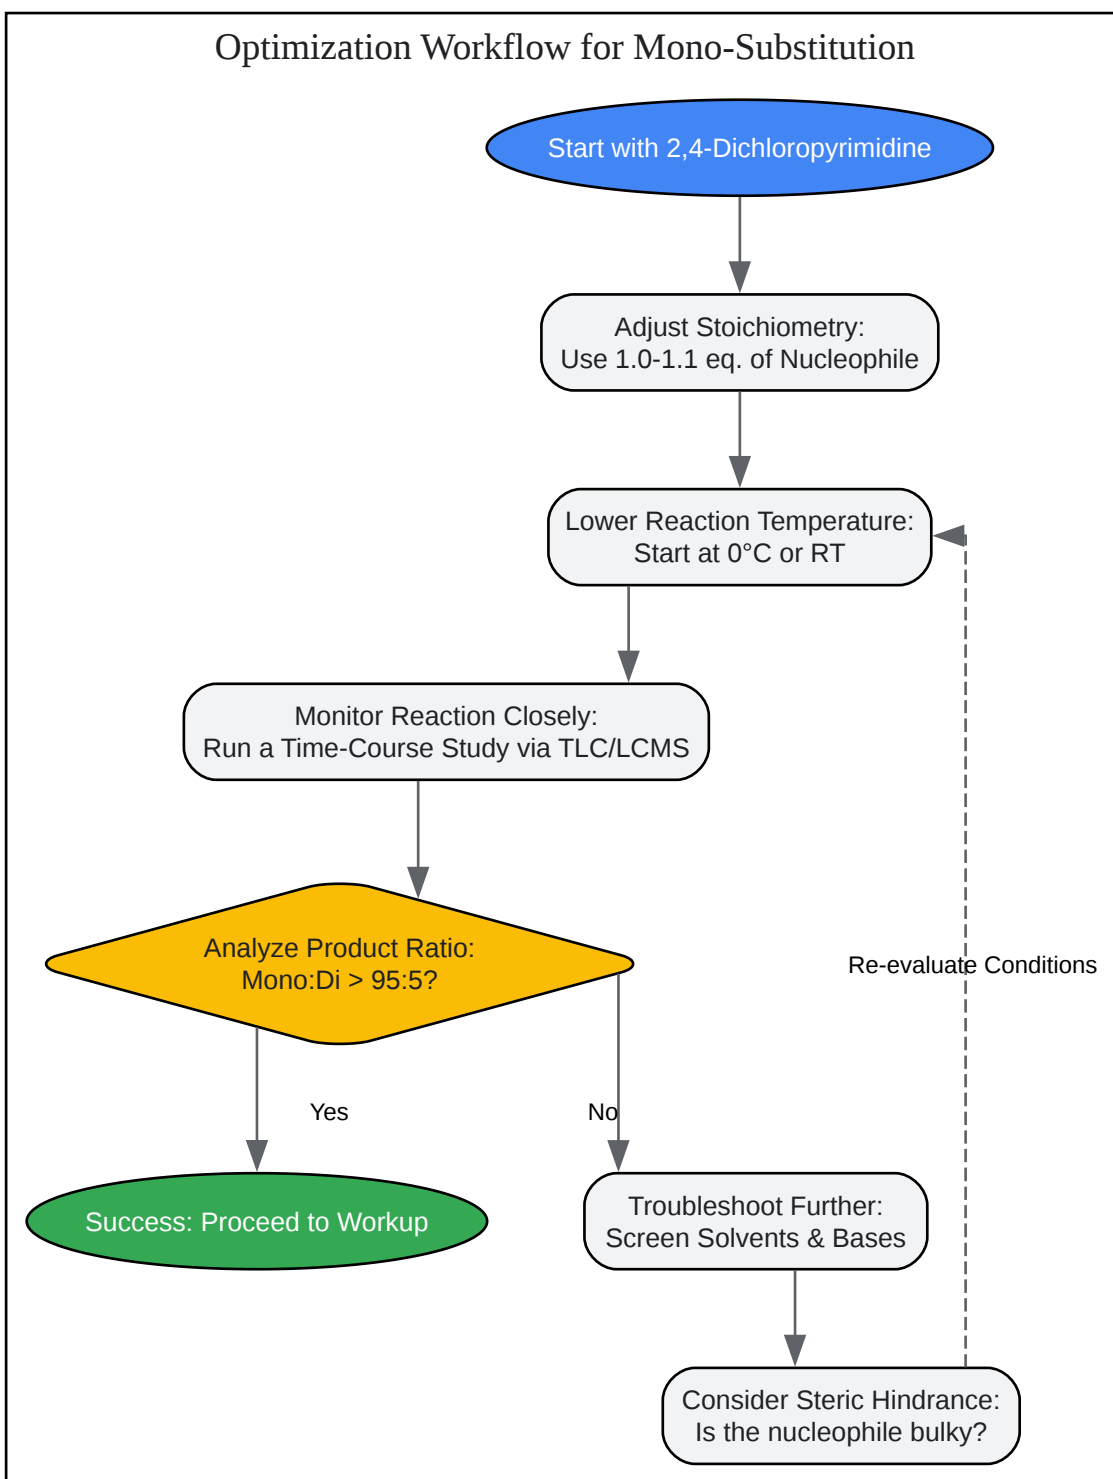 Optimization Workflow for Mono-Substitution
Start with 2,4-Dichloropyrimidine
Adjust Stoichiometry:
Use 1.0-1.1 eq. of Nucleophile
Lower Reaction Temperature:
Start at 0°C or RT
Monitor Reaction Closely:
Run a Time-Course Study via TLC/LCMS
Analyze Product Ratio:
Mono:Di > 95:5?
Re-evaluate Conditions
Yes
No
Success: Proceed to Workup
Troubleshoot Further:
Screen Solvents & Bases
Consider Steric Hindrance:
Is the nucleophile bulky?